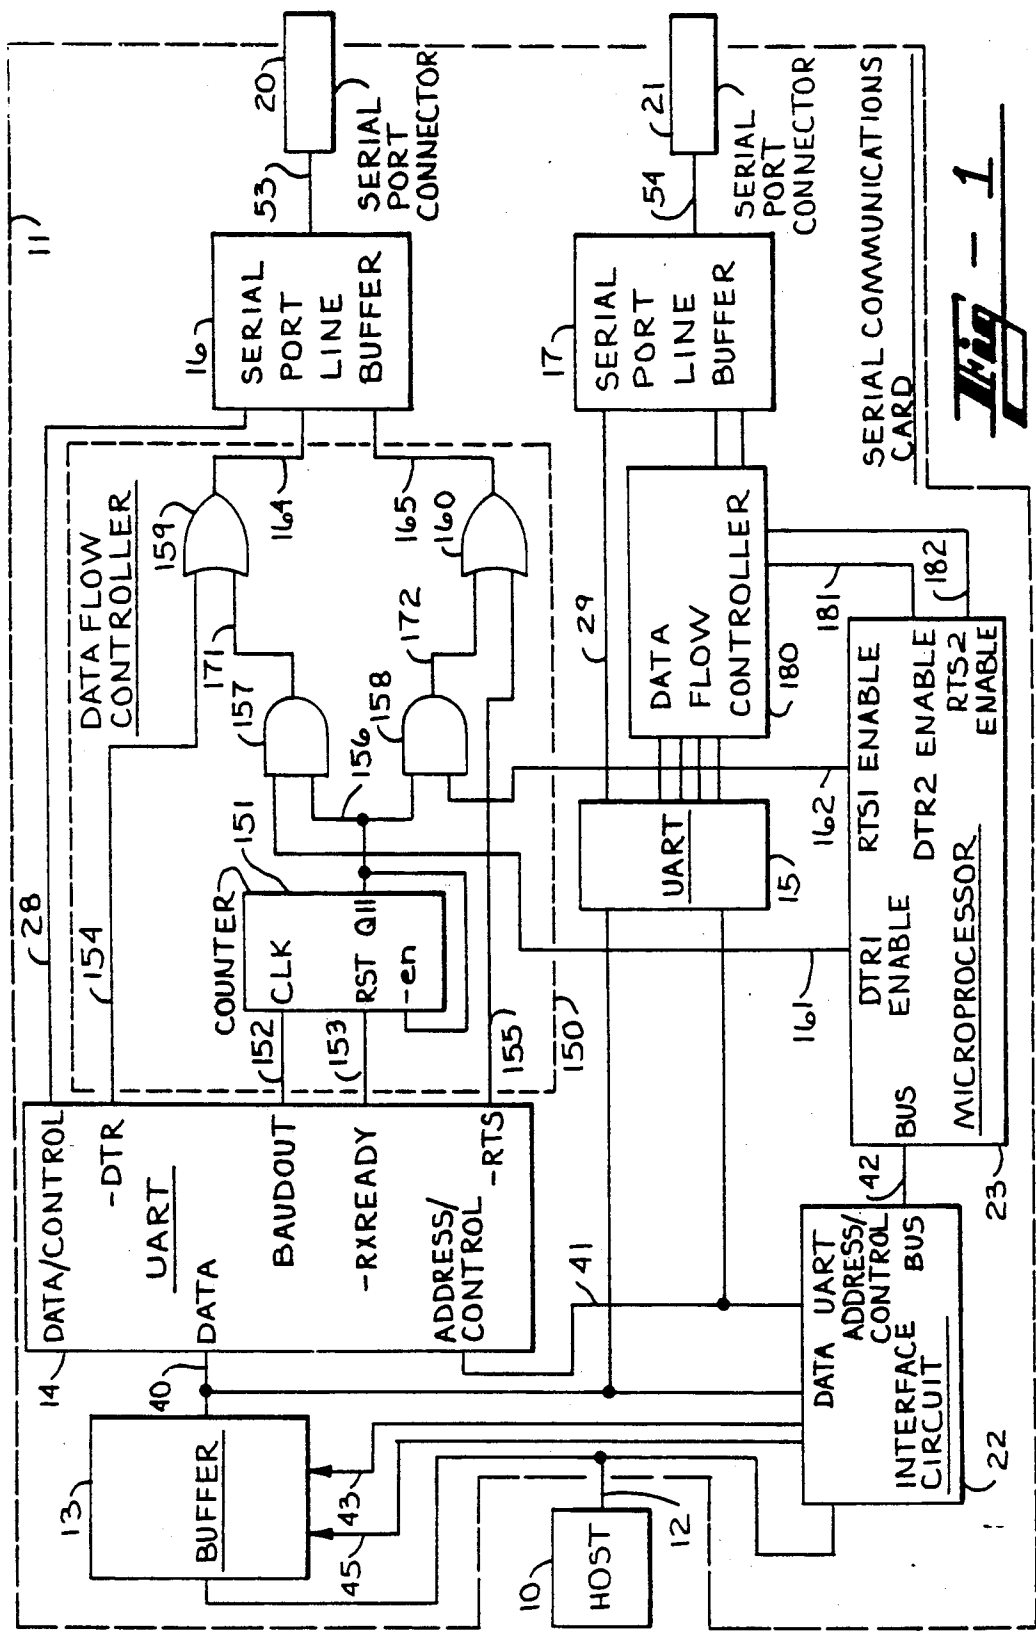 11
20
SERIAL
PORT
CONNECTOR
53
16
SERIAL
PORT
LINE
BUFFER
21
SERIAL
PORT
CONNECTOR
54
17
SERIAL
PORT
LINE
BUFFER
SERIAL COMMUNICATIONS
CARD
Fig-1
28
154
DATA FLOW
CONTROLLER
159
164
165
160
171
172
157
158
156
COUNTER
151
CLK
RST Q11
-en
152
153
155
150
29
DATA
FLOW
CONTROLLER
180
181
182
UART
15
162
161
14
DATA/CONTROL
-DTR
UART
DATA
BAUDOUT
-RXREADY
ADDRESS/
CONTROL
-RTS
40
41
13
BUFFER
43
45
10
HOST
12
DATA UART
ADDRESS/
CONTROL
BUS
INTERFACE
CIRCUIT
22
42
23
BUS
DTR1
ENABLE
RTS1 ENABLE
DTR2 ENABLE
RTS2
ENABLE
MICROPROCESSOR